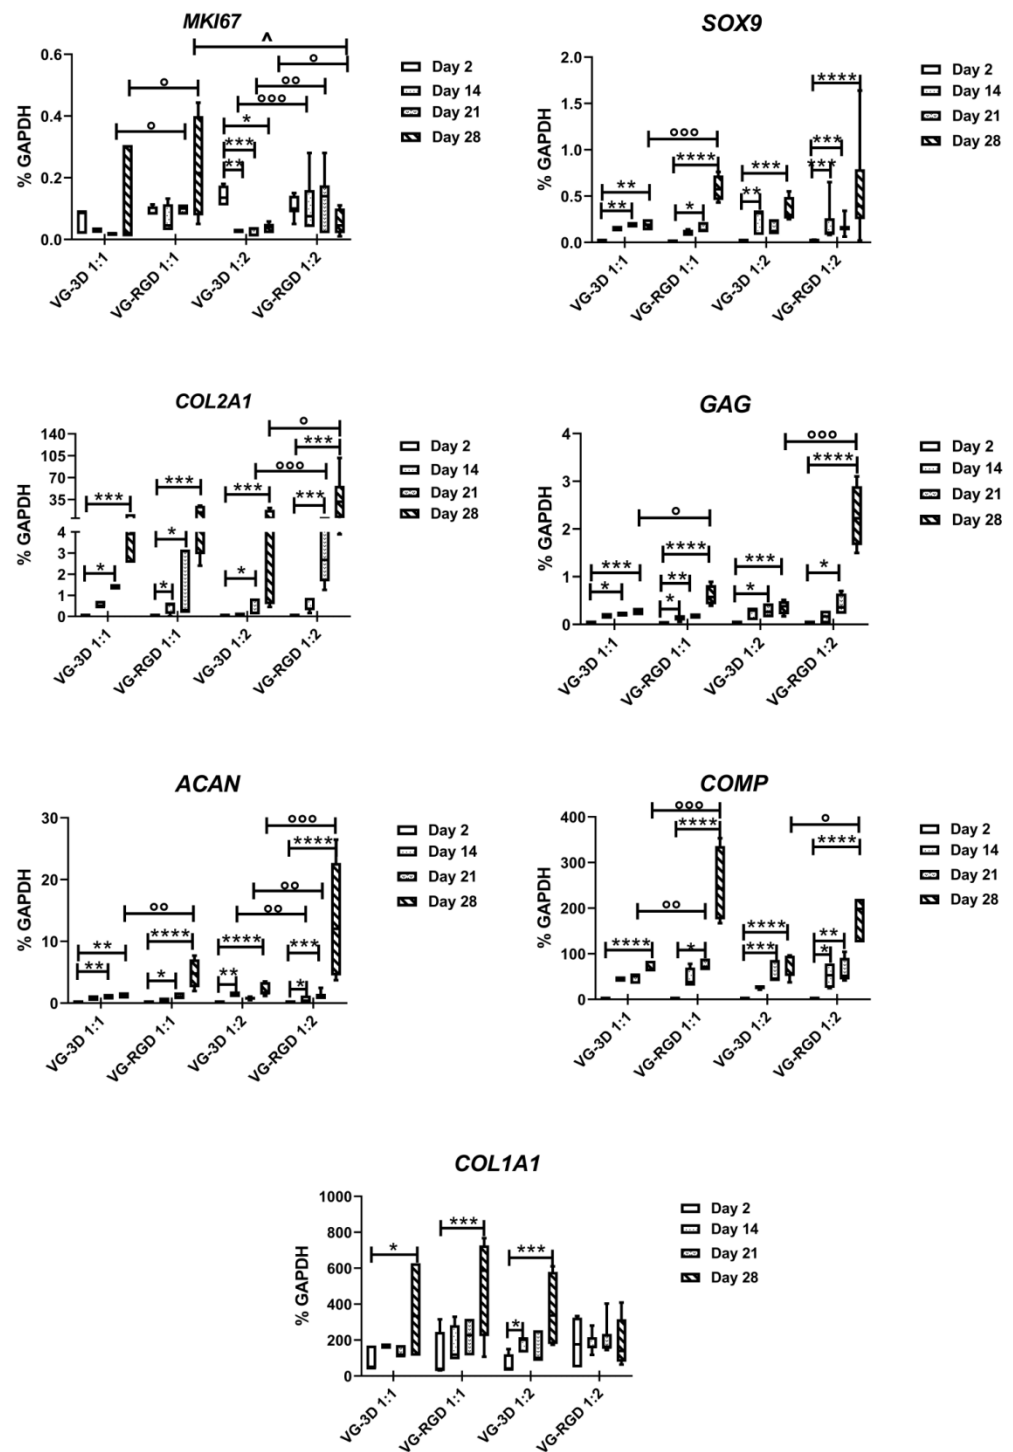 MKI67
^
o
o
oo
o
ooo
o
*
***
**
% GAPDH
0.6
0.4
0.2
0.0
VG-3D 1:1
VG-RGD 1:1
VG-3D 1:2
VG-RGD 1:2
Day 2
Day 14
Day 21
Day 28
SOX9
****
ooo
****
***
***
***
**
**
**
*
% GAPDH
2.0
1.5
1.0
0.5
0.0
VG-3D 1:1
VG-RGD 1:1
VG-3D 1:2
VG-RGD 1:2
Day 2
Day 14
Day 21
Day 28
COL2A1
o
***
ooo
***
***
***
***
*
*
*
*
% GAPDH
140
105
70
35
4
3
2
1
0
VG-3D 1:1
VG-RGD 1:1
VG-3D 1:2
VG-RGD 1:2
Day 2
Day 14
Day 21
Day 28
GAG
ooo
****
o
****
***
***
*
**
*
*
*
% GAPDH
4
3
2
1
0
VG-3D 1:1
VG-RGD 1:1
VG-3D 1:2
VG-RGD 1:2
Day 2
Day 14
Day 21
Day 28
ACAN
ooo
****
oo
oo
oo
****
****
**
***
**
*
**
*
% GAPDH
30
20
10
0
VG-3D 1:1
VG-RGD 1:1
VG-3D 1:2
VG-RGD 1:2
Day 2
Day 14
Day 21
Day 28
COMP
ooo
****
o
****
oo
****
****
**
*
***
*
% GAPDH
400
300
200
100
0
VG-3D 1:1
VG-RGD 1:1
VG-3D 1:2
VG-RGD 1:2
Day 2
Day 14
Day 21
Day 28
COL1A1
***
*
***
*
% GAPDH
1000
800
600
400
200
0
VG-3D 1:1
VG-RGD 1:1
VG-3D 1:2
VG-RGD 1:2
Day 2
Day 14
Day 21
Day 28